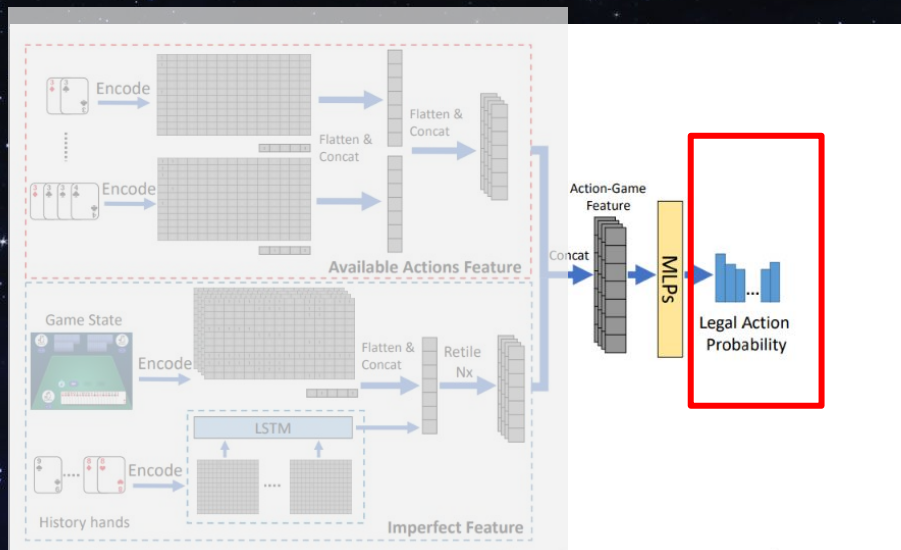 Encode
Flatten &
Concat
Flatten &
Concat
Encode
Available Actions Feature
Action-Game
Feature
Concat
MLPs
Legal Action
Probability
Game State
Encode
Flatten &
Concat
Retile
Nx
LSTM
Encode
History hands
Imperfect Feature